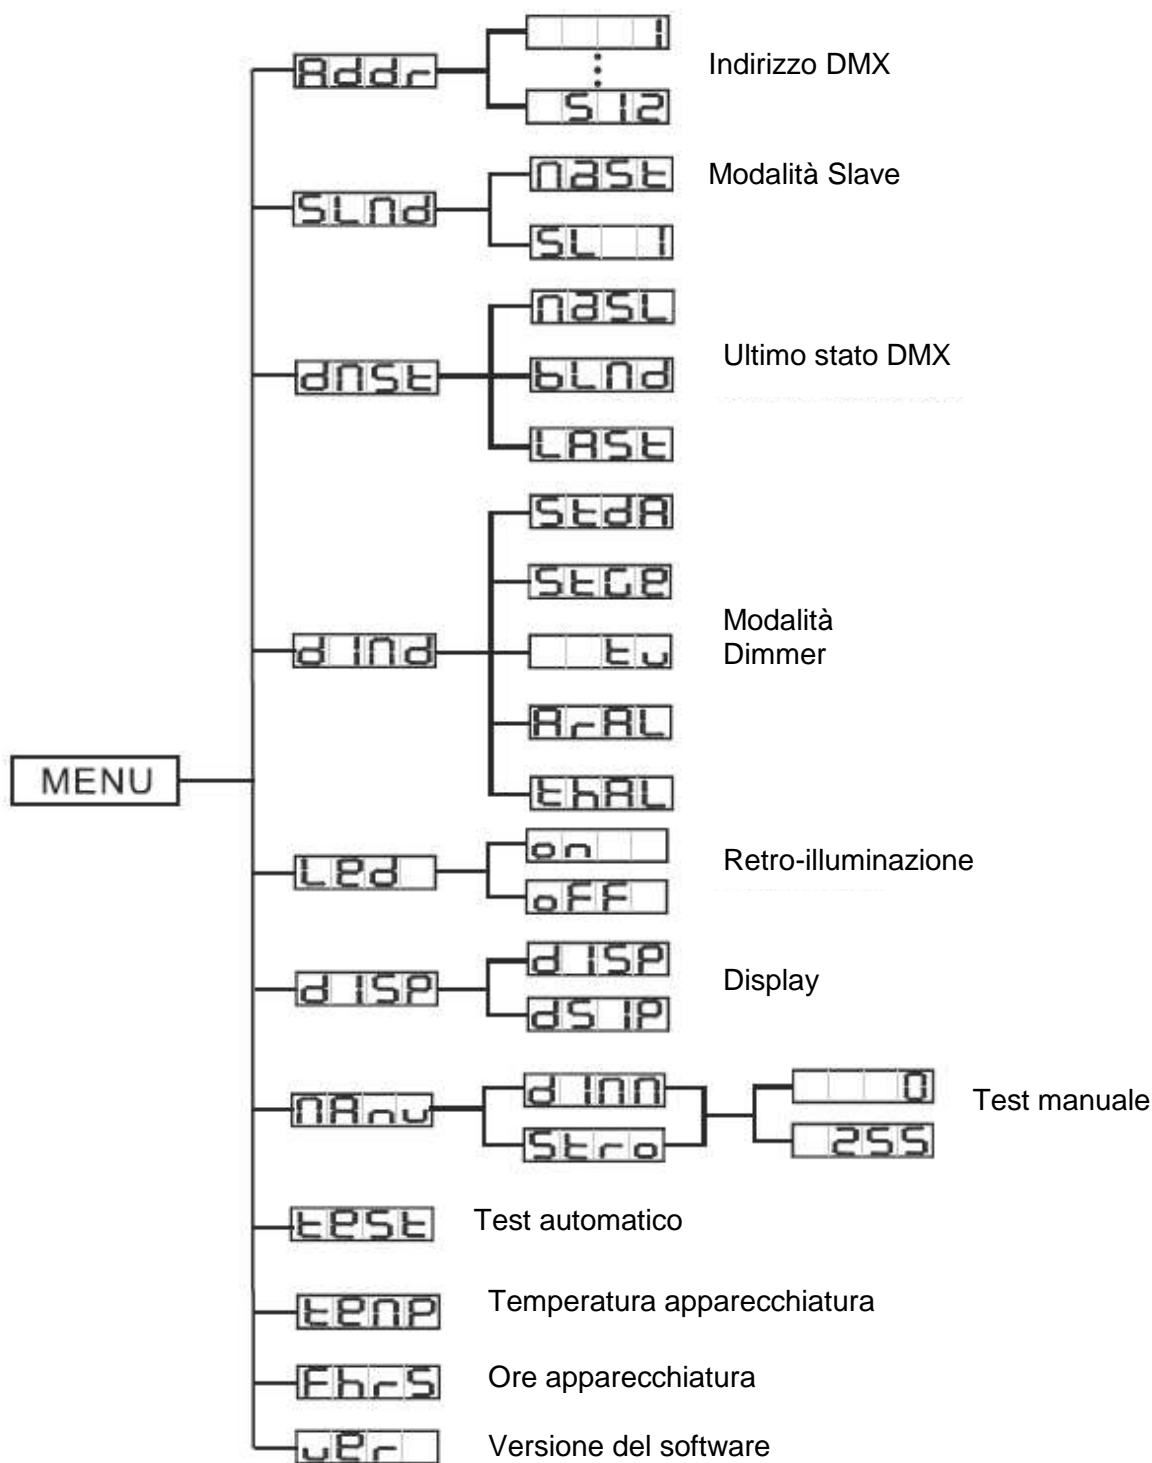 1
Addr
Indirizzo DMX
512
naSt
Modalità Slave
SLnd
SL 1
naSL
Ultimo stato DMX
dnSt
bLnd
LASt
StdA
StGe
Modalità
Dimmer
dInd
tv
ArAL
MENU
thAL
on
Retro-illuminazione
Led
oFF
dISP
Display
dISP
dSIP
dInn
0
Test manuale
nAnu
Stro
255
teSt
Test automatico
tenP
Temperatura apparecchiatura
FhrS
Ore apparecchiatura
ver
Versione del software